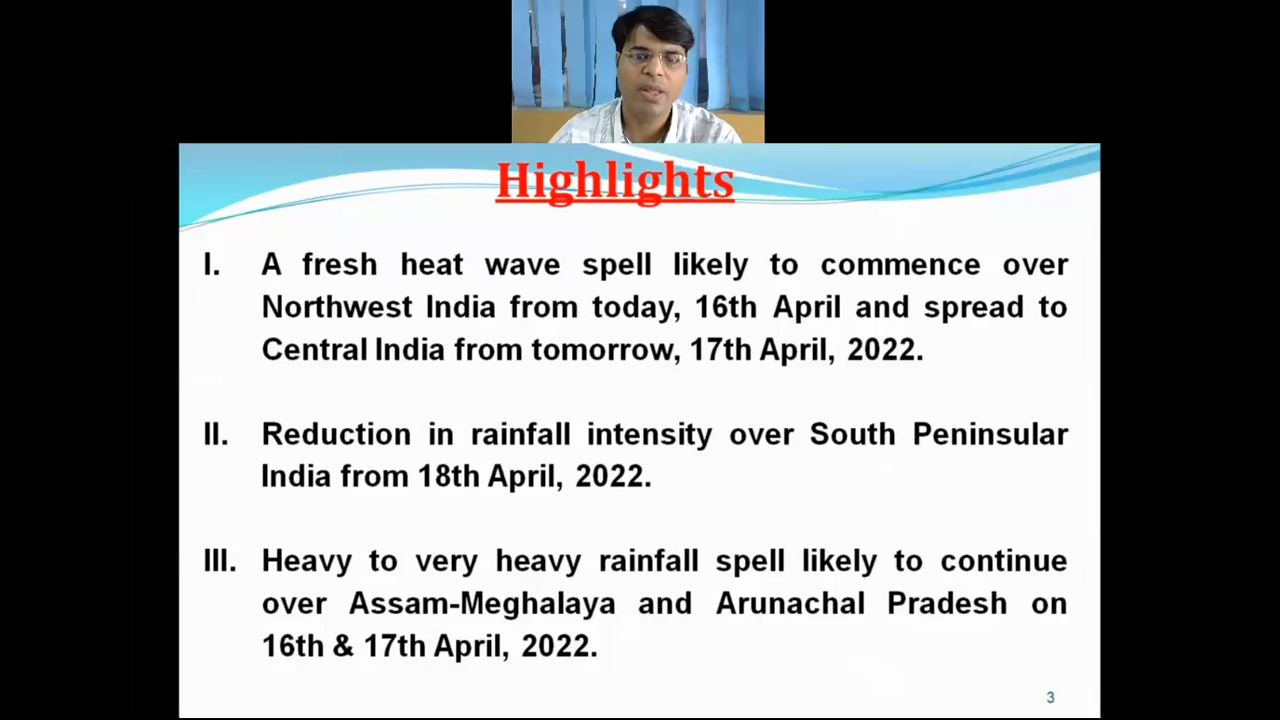 Highlights
I. A fresh heat wave spell likely to commence over
Northwest India from today, 16th April and spread to
Central India from tomorrow, 17th April, 2022.
II. Reduction in rainfall intensity over South Peninsular
India from 18th April, 2022.
III. Heavy to very heavy rainfall spell likely to continue
over Assam-Meghalaya and Arunachal Pradesh on
16th & 17th April, 2022.
3